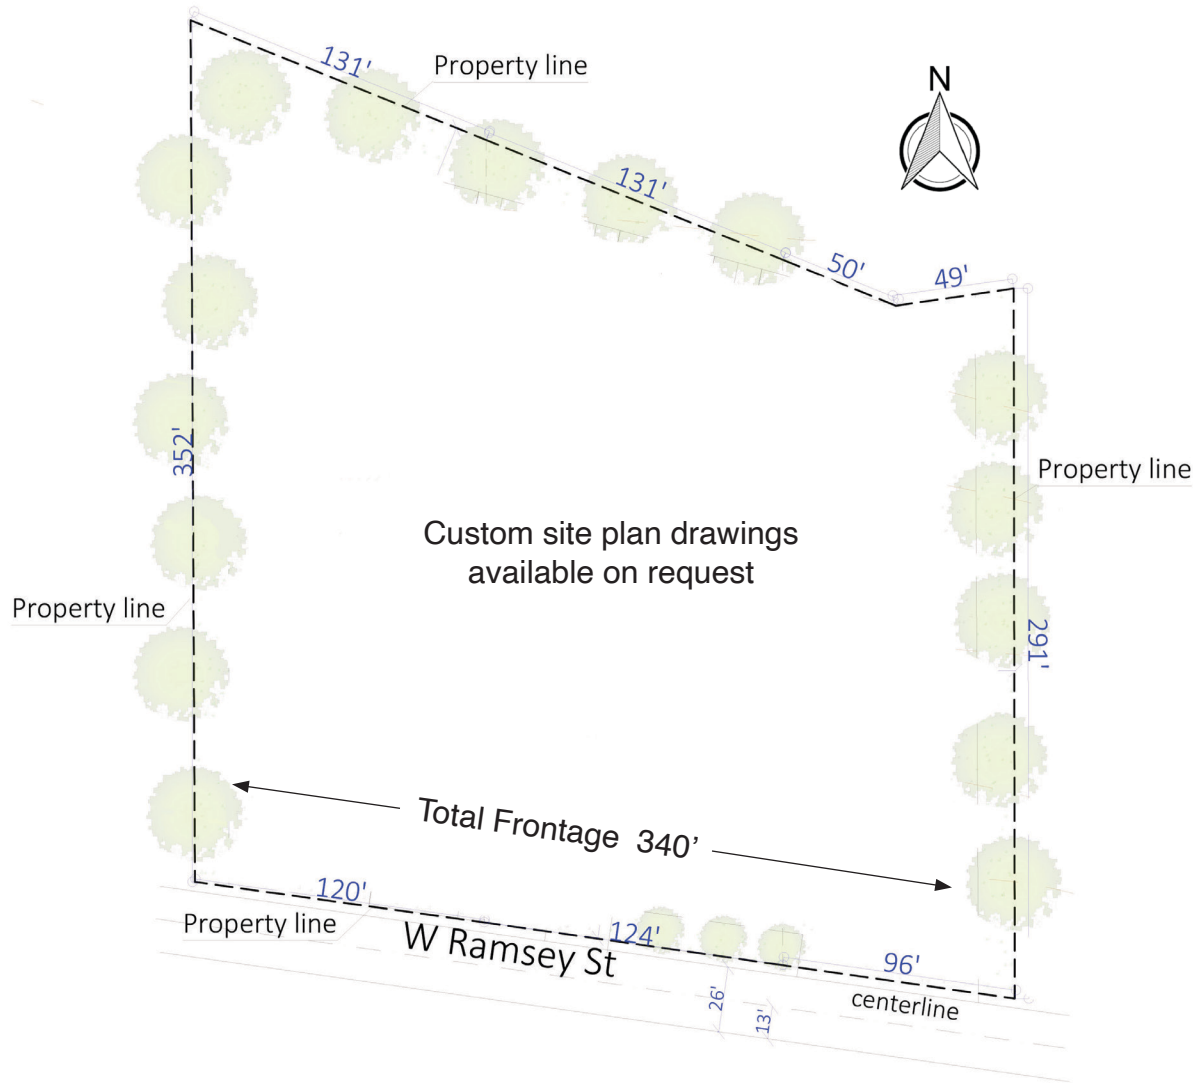 131'
Property line
N
131'
50'
49'
352'
Property line
Custom site plan drawings
available on request
Property line
291'
Total Frontage 340’
120'
Property line
W Ramsey St
124'
96'
centerline
26'
13'